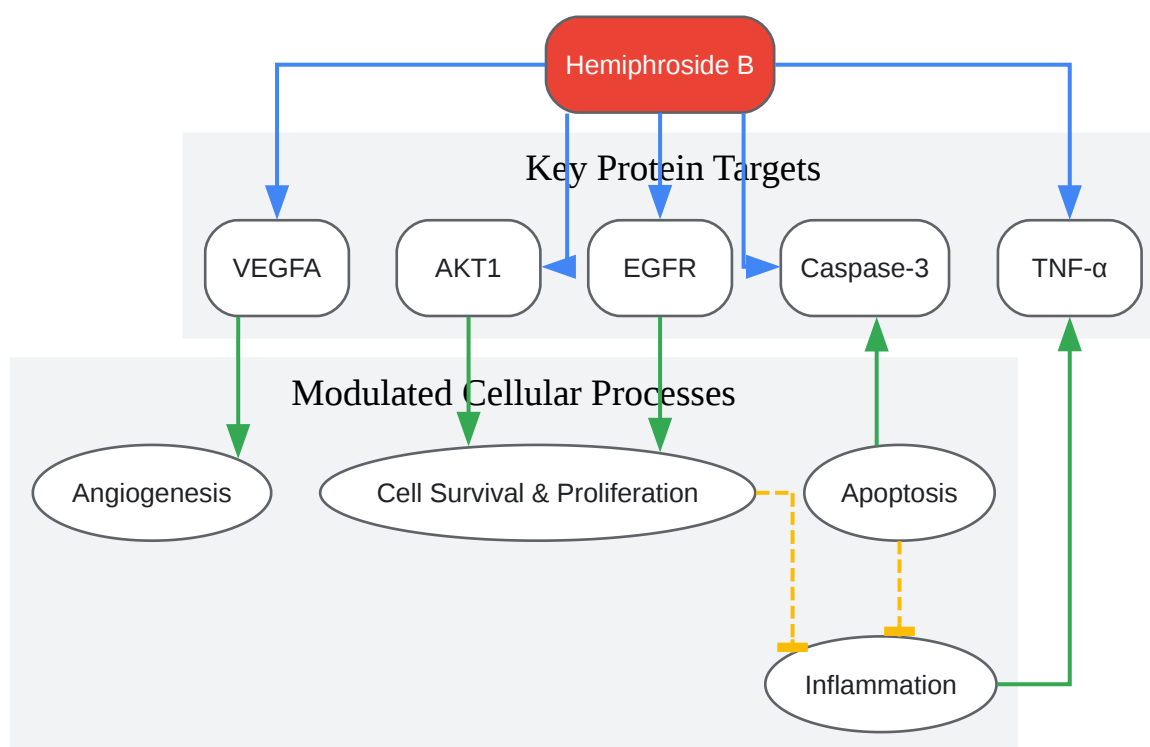 Hemiphroside B
Key Protein Targets
VEGFA
AKT1
EGFR
Caspase-3
TNF-α
Modulated Cellular Processes
Angiogenesis
Cell Survival & Proliferation
Apoptosis
Inflammation